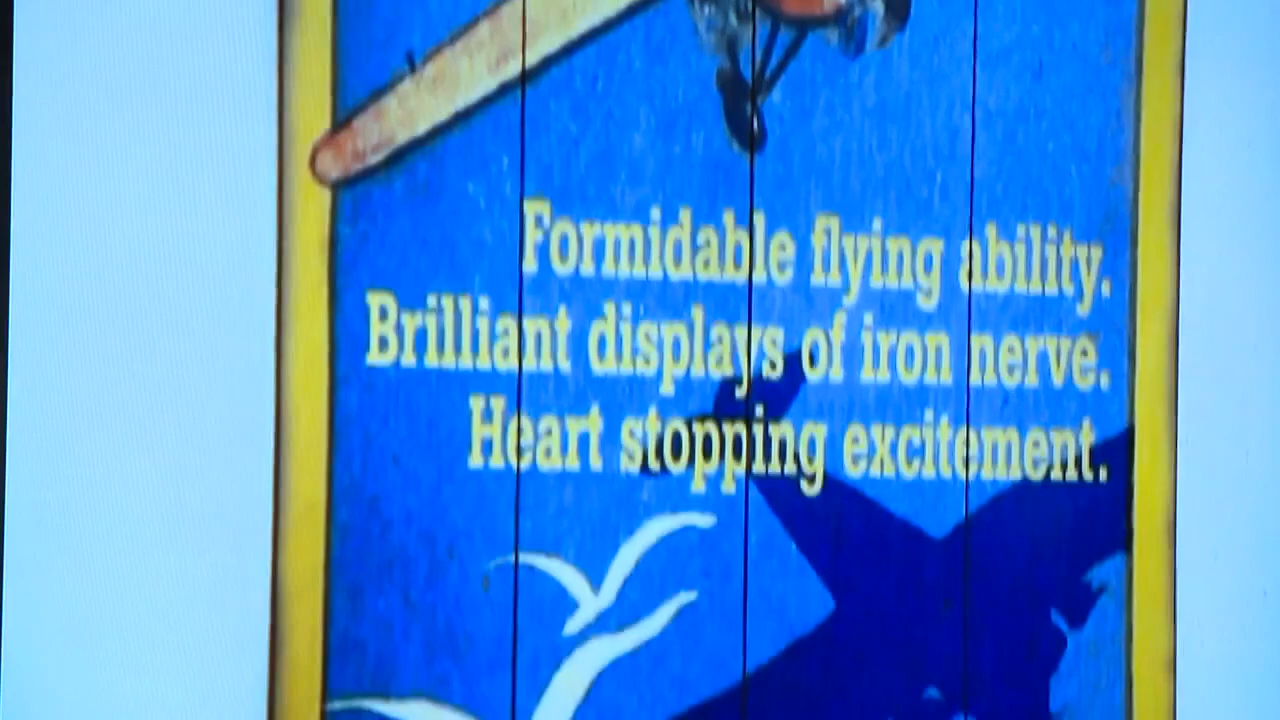 Formidable flying ability.
Brilliant displays of iron nerve.
Heart stopping excitement.